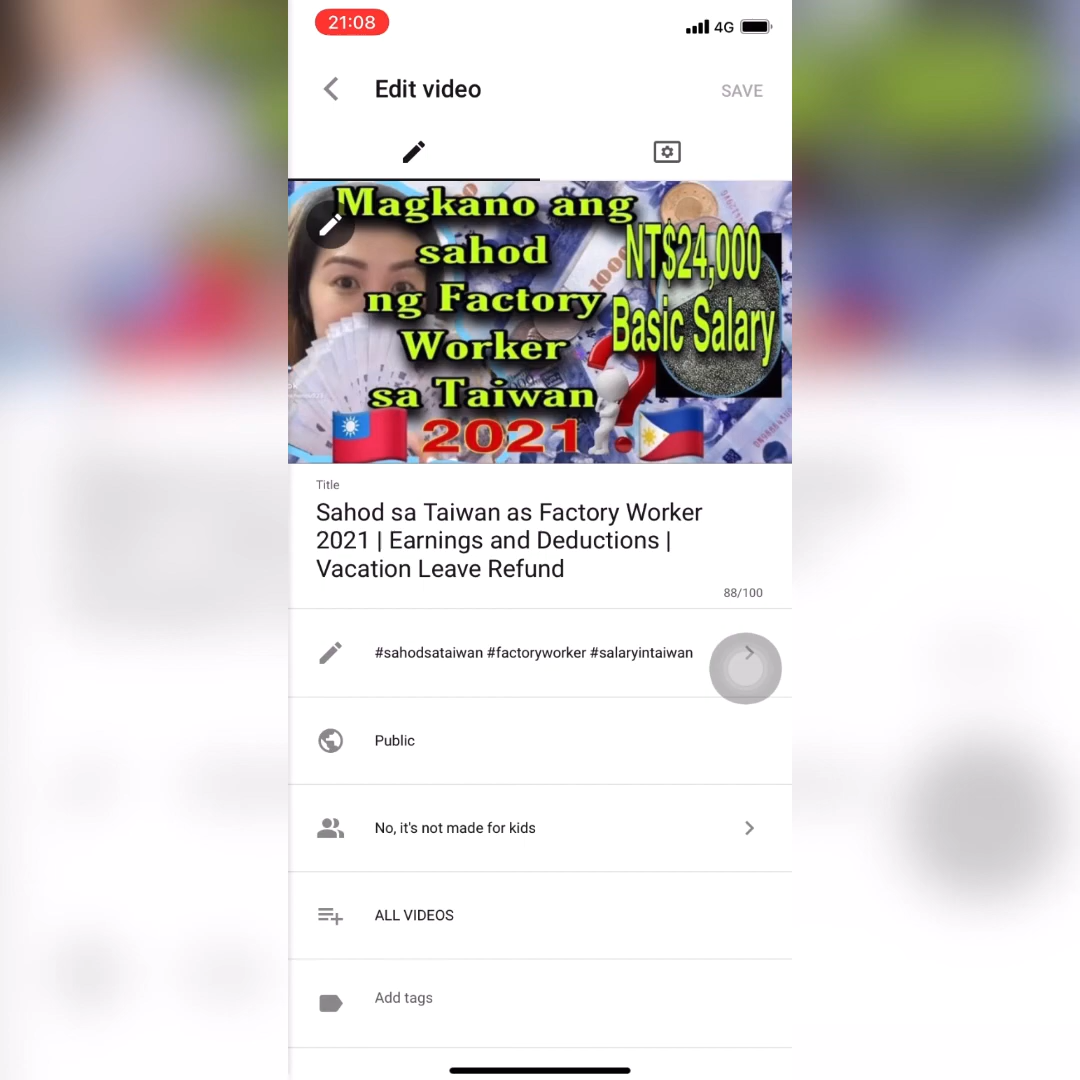 21:08
4G
Edit video
SAVE
Magkano ang
sahod
ng Factory
Worker
sa Taiwan
2021
NT$24,000
Basic Salary
Title
Sahod sa Taiwan as Factory Worker
2021 | Earnings and Deductions |
Vacation Leave Refund
88/100
#sahodsataiwan #factoryworker #salaryintaiwan
Public
No, it's not made for kids
ALL VIDEOS
Add tags